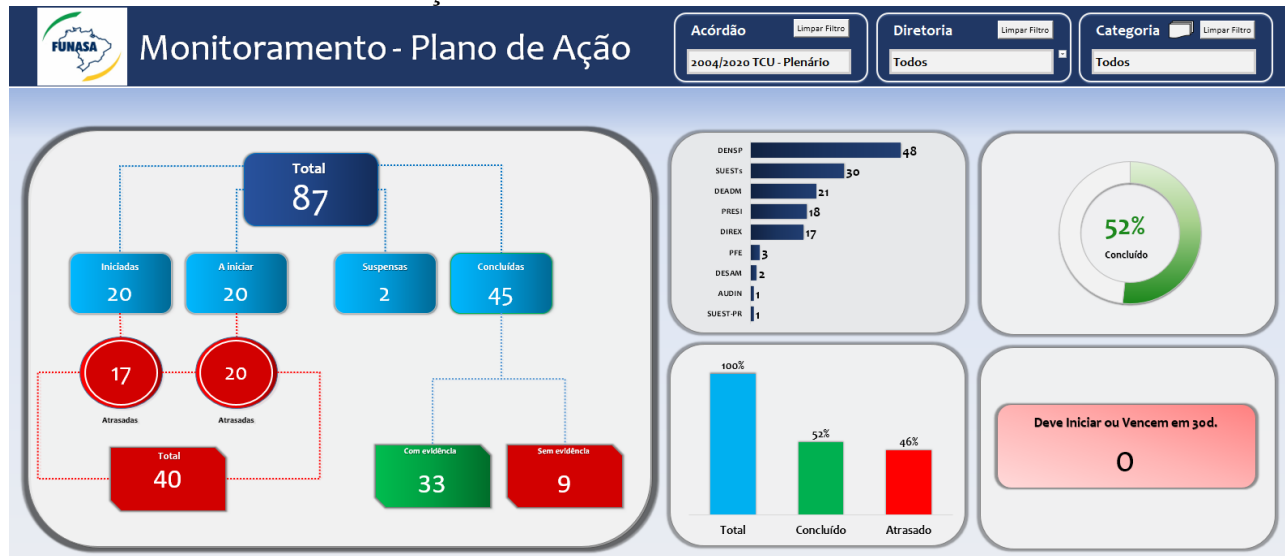 FUNASA
Monitoramento - Plano de Ação
Acórdão
Limpar Filtro
2004/2020 TCU - Plenário
Diretoria
Limpar Filtro
Todos
Categoria
Limpar Filtro
Todos
Total
87
Iniciadas
20
A iniciar
20
Suspensas
2
Concluídas
45
17
Atrasadas
20
Atrasadas
Total
40
Com evidência
33
Sem evidência
9
DENSP 48
SUESTs 30
DEADM 21
PRESI 18
DIREX 17
PFE 3
DESAM 2
AUDIN 1
SUEST-PR 1
52%
Concluído
100%
52%
46%
Total Concluído Atrasado
Deve Iniciar ou Vencem em 30d.
0